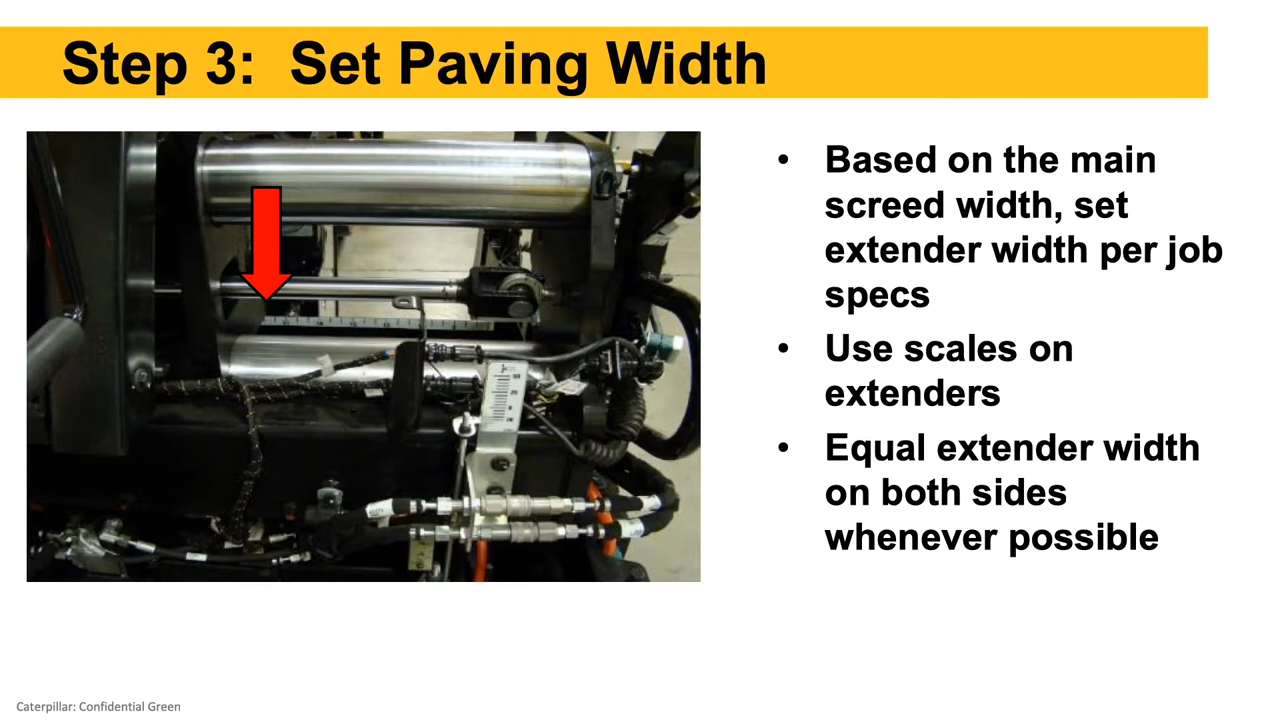 Step 3: Set Paving Width
• Based on the main
screed width, set
extender width per job
specs
• Use scales on
extenders
• Equal extender width
on both sides
whenever possible
Caterpillar: Confidential Green